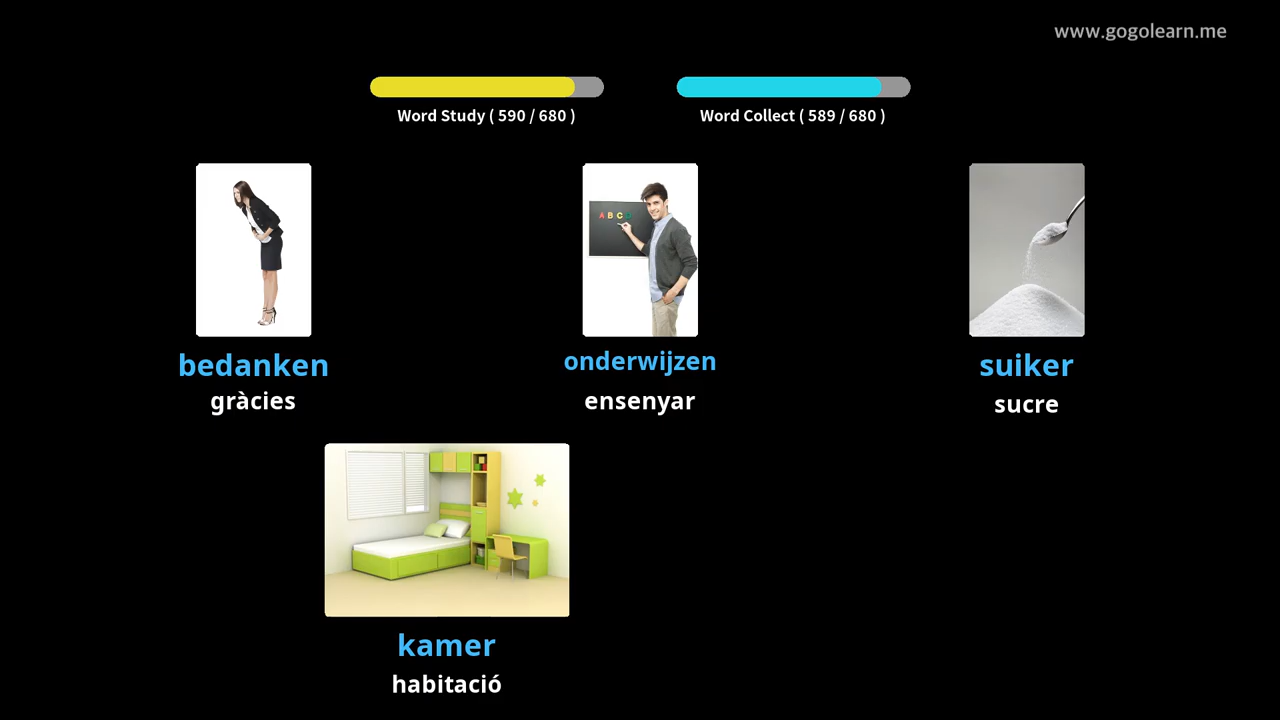 www.gogolearn.me
Word Study ( 590 / 680 )
Word Collect ( 589 / 680 )
A B C D
bedanken
gràcies
onderwijzen
ensenyar
suiker
sucre
kamer
habitació